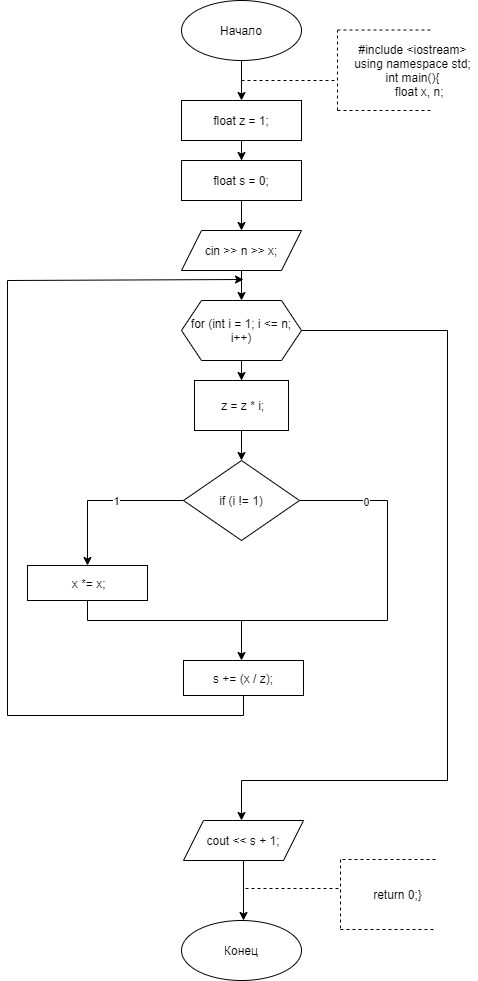 Начало
#include <iostream>
using namespace std;
int main(){
float x, n;
float z = 1;
float s = 0;
cin >> n >> x;
for (int i = 1; i <= n;
i++)
z = z * i;
if (i != 1)
1
0
x *= x;
s += (x / z);
cout << s + 1;
return 0;}
Конец